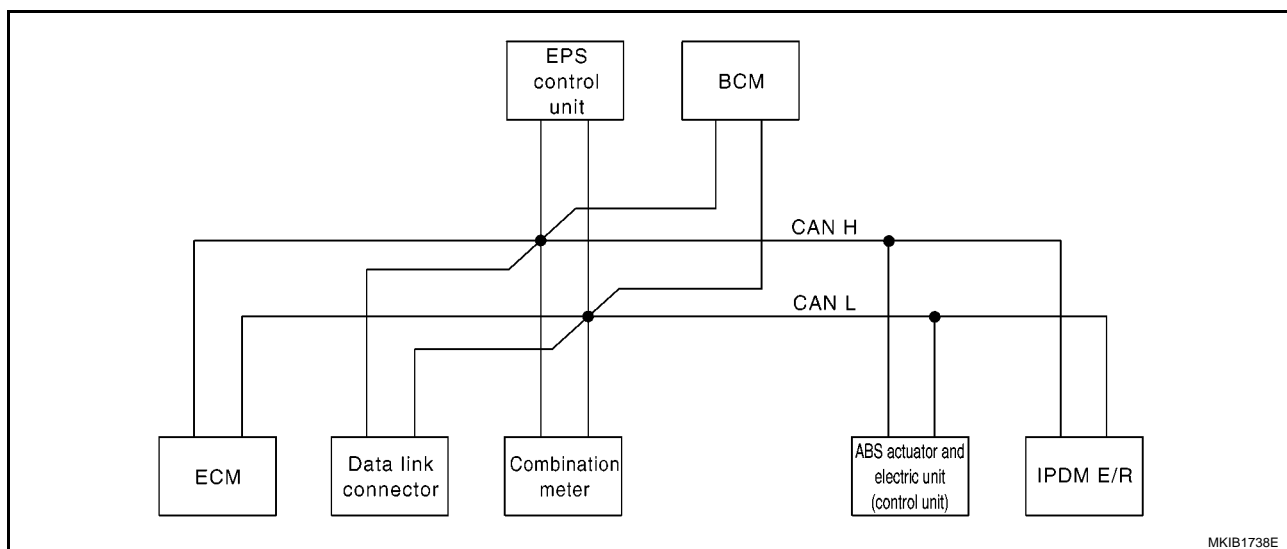 EPS
control
unit
BCM
CAN H
CAN L
ECM
Data link
connector
Combination
meter
ABS actuator and
electric unit
(control unit)
IPDM E/R
MKIB1738E